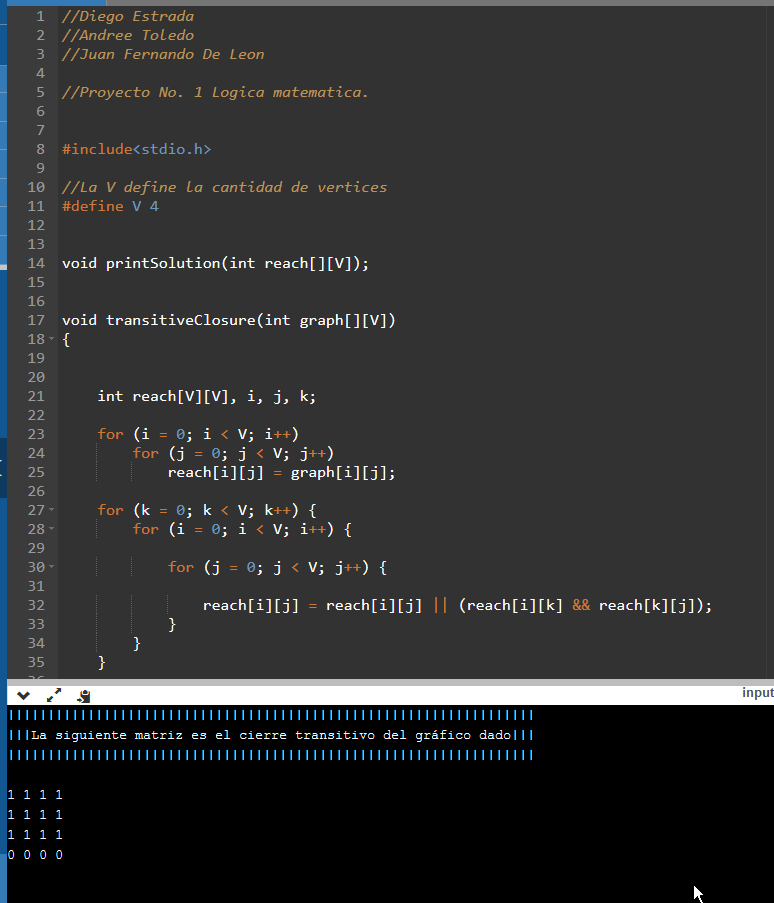 1 //Diego Estrada
2 //Andree Toledo
3 //Juan Fernando De Leon
4
5 //Proyecto No. 1 Logica matematica.
6
7
8 #include<stdio.h>
9
10 //La V define la cantidad de vertices
11 #define V 4
12
13
14 void printSolution(int reach[][V]);
15
16
17 void transitiveClosure(int graph[][V])
18 {
19
20
21 int reach[V][V], i, j, k;
22
23 for (i = 0; i < V; i++)
24 for (j = 0; j < V; j++)
25 reach[i][j] = graph[i][j];
26
27 for (k = 0; k < V; k++) {
28 for (i = 0; i < V; i++) {
29
30 for (j = 0; j < V; j++) {
31
32 reach[i][j] = reach[i][j] || (reach[i][k] && reach[k][j]);
33 }
34 }
35 }
input
||||||||||||||||||||||||||||||||||||||||||||||||||||||||||||||||||
|||La siguiente matriz es el cierre transitivo del gráfico dado|||
||||||||||||||||||||||||||||||||||||||||||||||||||||||||||||||||||
1 1 1 1
1 1 1 1
1 1 1 1
0 0 0 0